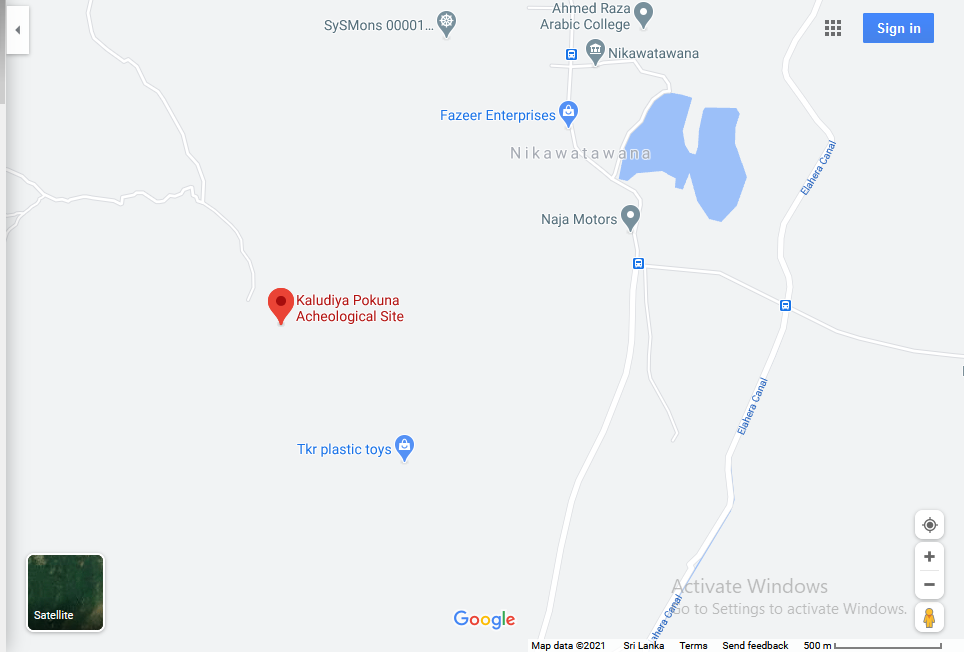 SySMons 00001...
Ahmed Raza
Arabic College
Sign in
Nikawatawana
Fazeer Enterprises
Nikawatawana
Elahera Canal
Naja Motors
Kaludiya Pokuna
Acheological Site
Elahera Canal
Tkr plastic toys
Satellite
Activate Windows
Go to Settings to activate Windows.
Elahera Canal
Google
Map data ©2021
Sri Lanka
Terms
Send feedback
500 m